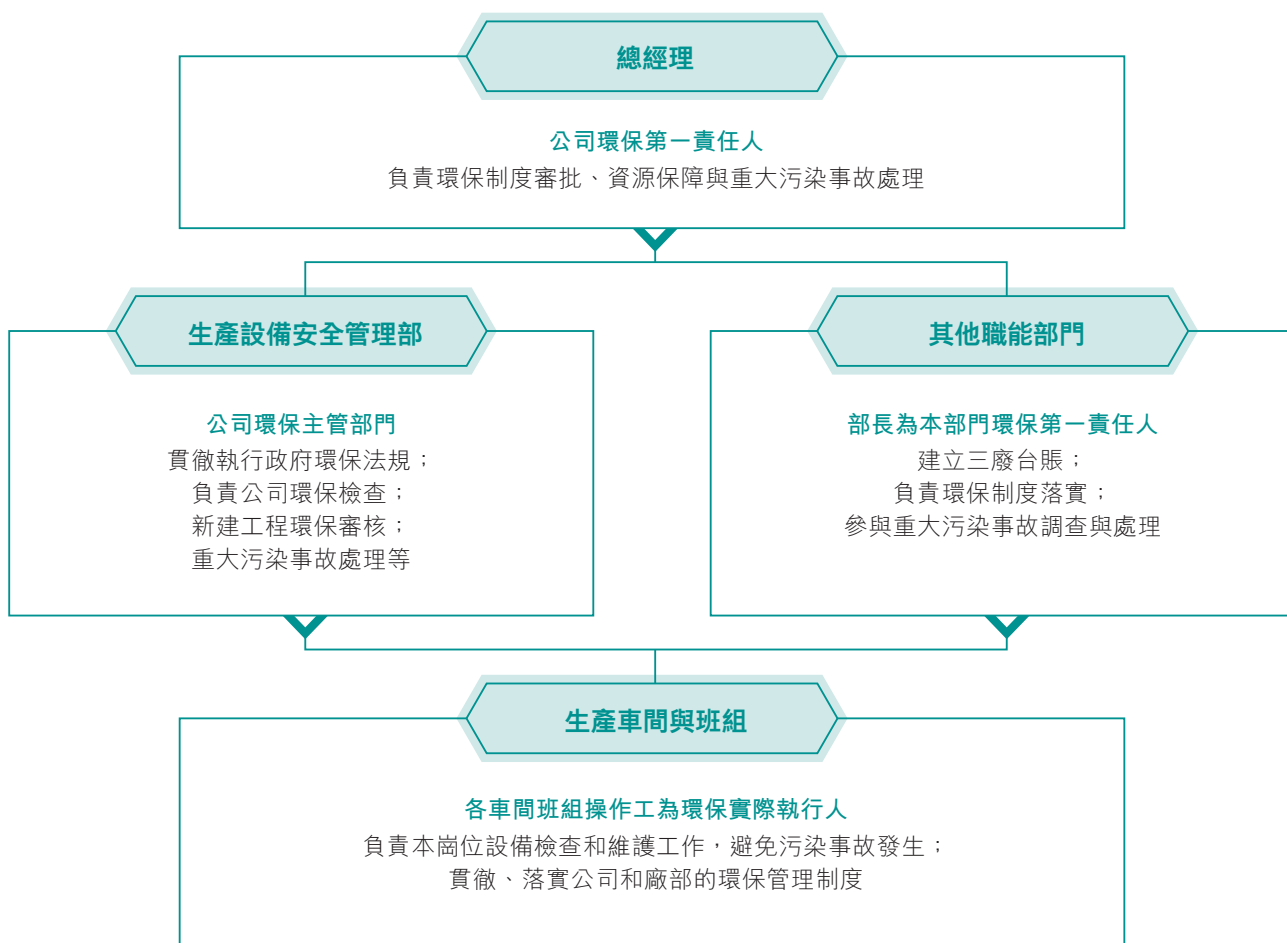 總經理
公司環保第一責任人
負責環保制度審批、資源保障與重大污染事故處理
生產設備安全管理部
公司環保主管部門
貫徹執行政府環保法規；
負責公司環保檢查；
新建工程環保審核；
重大污染事故處理等
其他職能部門
部長為本部門環保第一責任人
建立三廢台賬；
負責環保制度落實；
參與重大污染事故調查與處理
生產車間與班組
各車間班組操作工為環保實際執行人
負責本崗位設備檢查和維護工作，避免污染事故發生；
貫徹、落實公司和廠部的環保管理制度